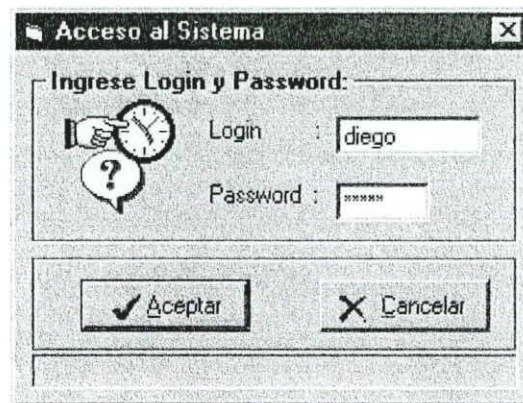 Acceso al Sistema
Ingrese Login y Password:
Login : diego
?
Password : *****
Aceptar
Cancelar